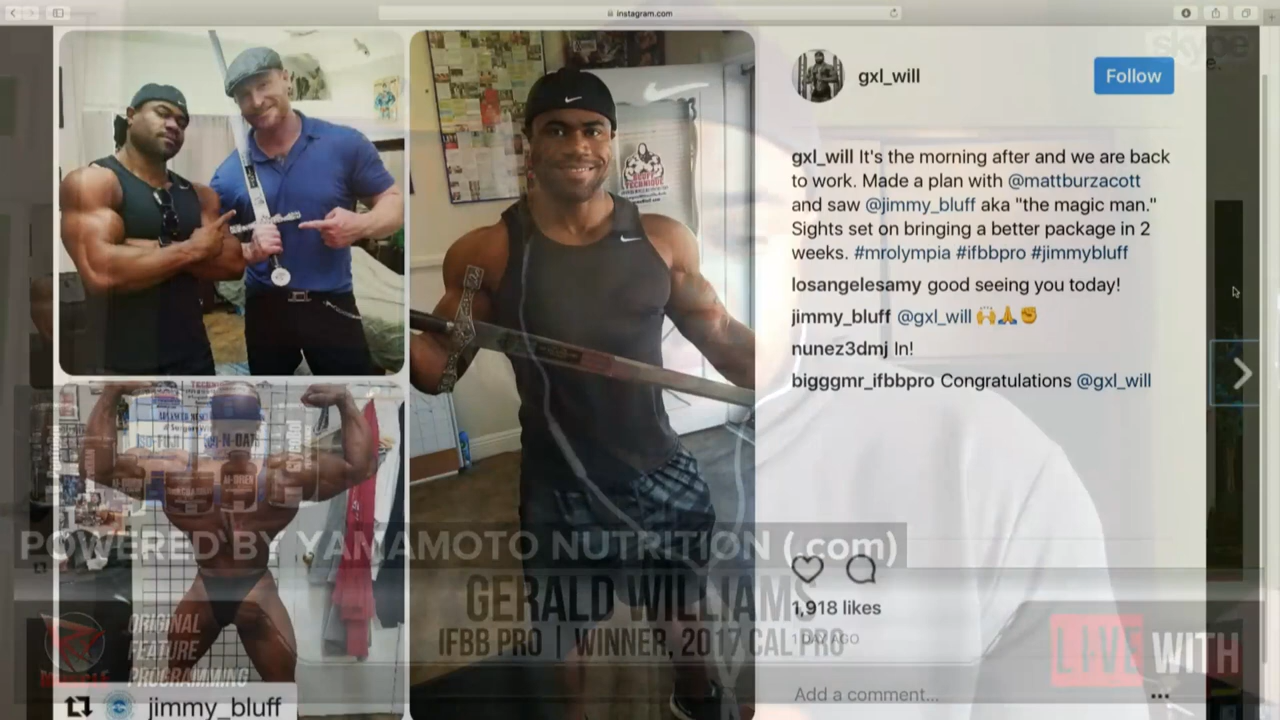 instagram.com
skype
gxl_will
Follow
gxl_will It's the morning after and we are back
to work. Made a plan with @mattburzacott
and saw @jimmy_bluff aka "the magic man."
Sights set on bringing a better package in 2
weeks. #mrolympia #ifbbpro #jimmybluff
losangelesamy good seeing you today!
jimmy_bluff @gxl_will 🙌🙏✊
nunez3dmj In!
bigggmr_ifbbpro Congratulations @gxl_will
POWERED BY YAMAMOTO NUTRITION (.com)
GERALD WILLIAMS
IFBB PRO | WINNER, 2017 CAL PRO
1,918 likes
1 DAY AGO
Add a comment...
ORIGINAL
FEATURE
PROGRAMMING
MUSCLE
LIVE WITH
jimmy_bluff